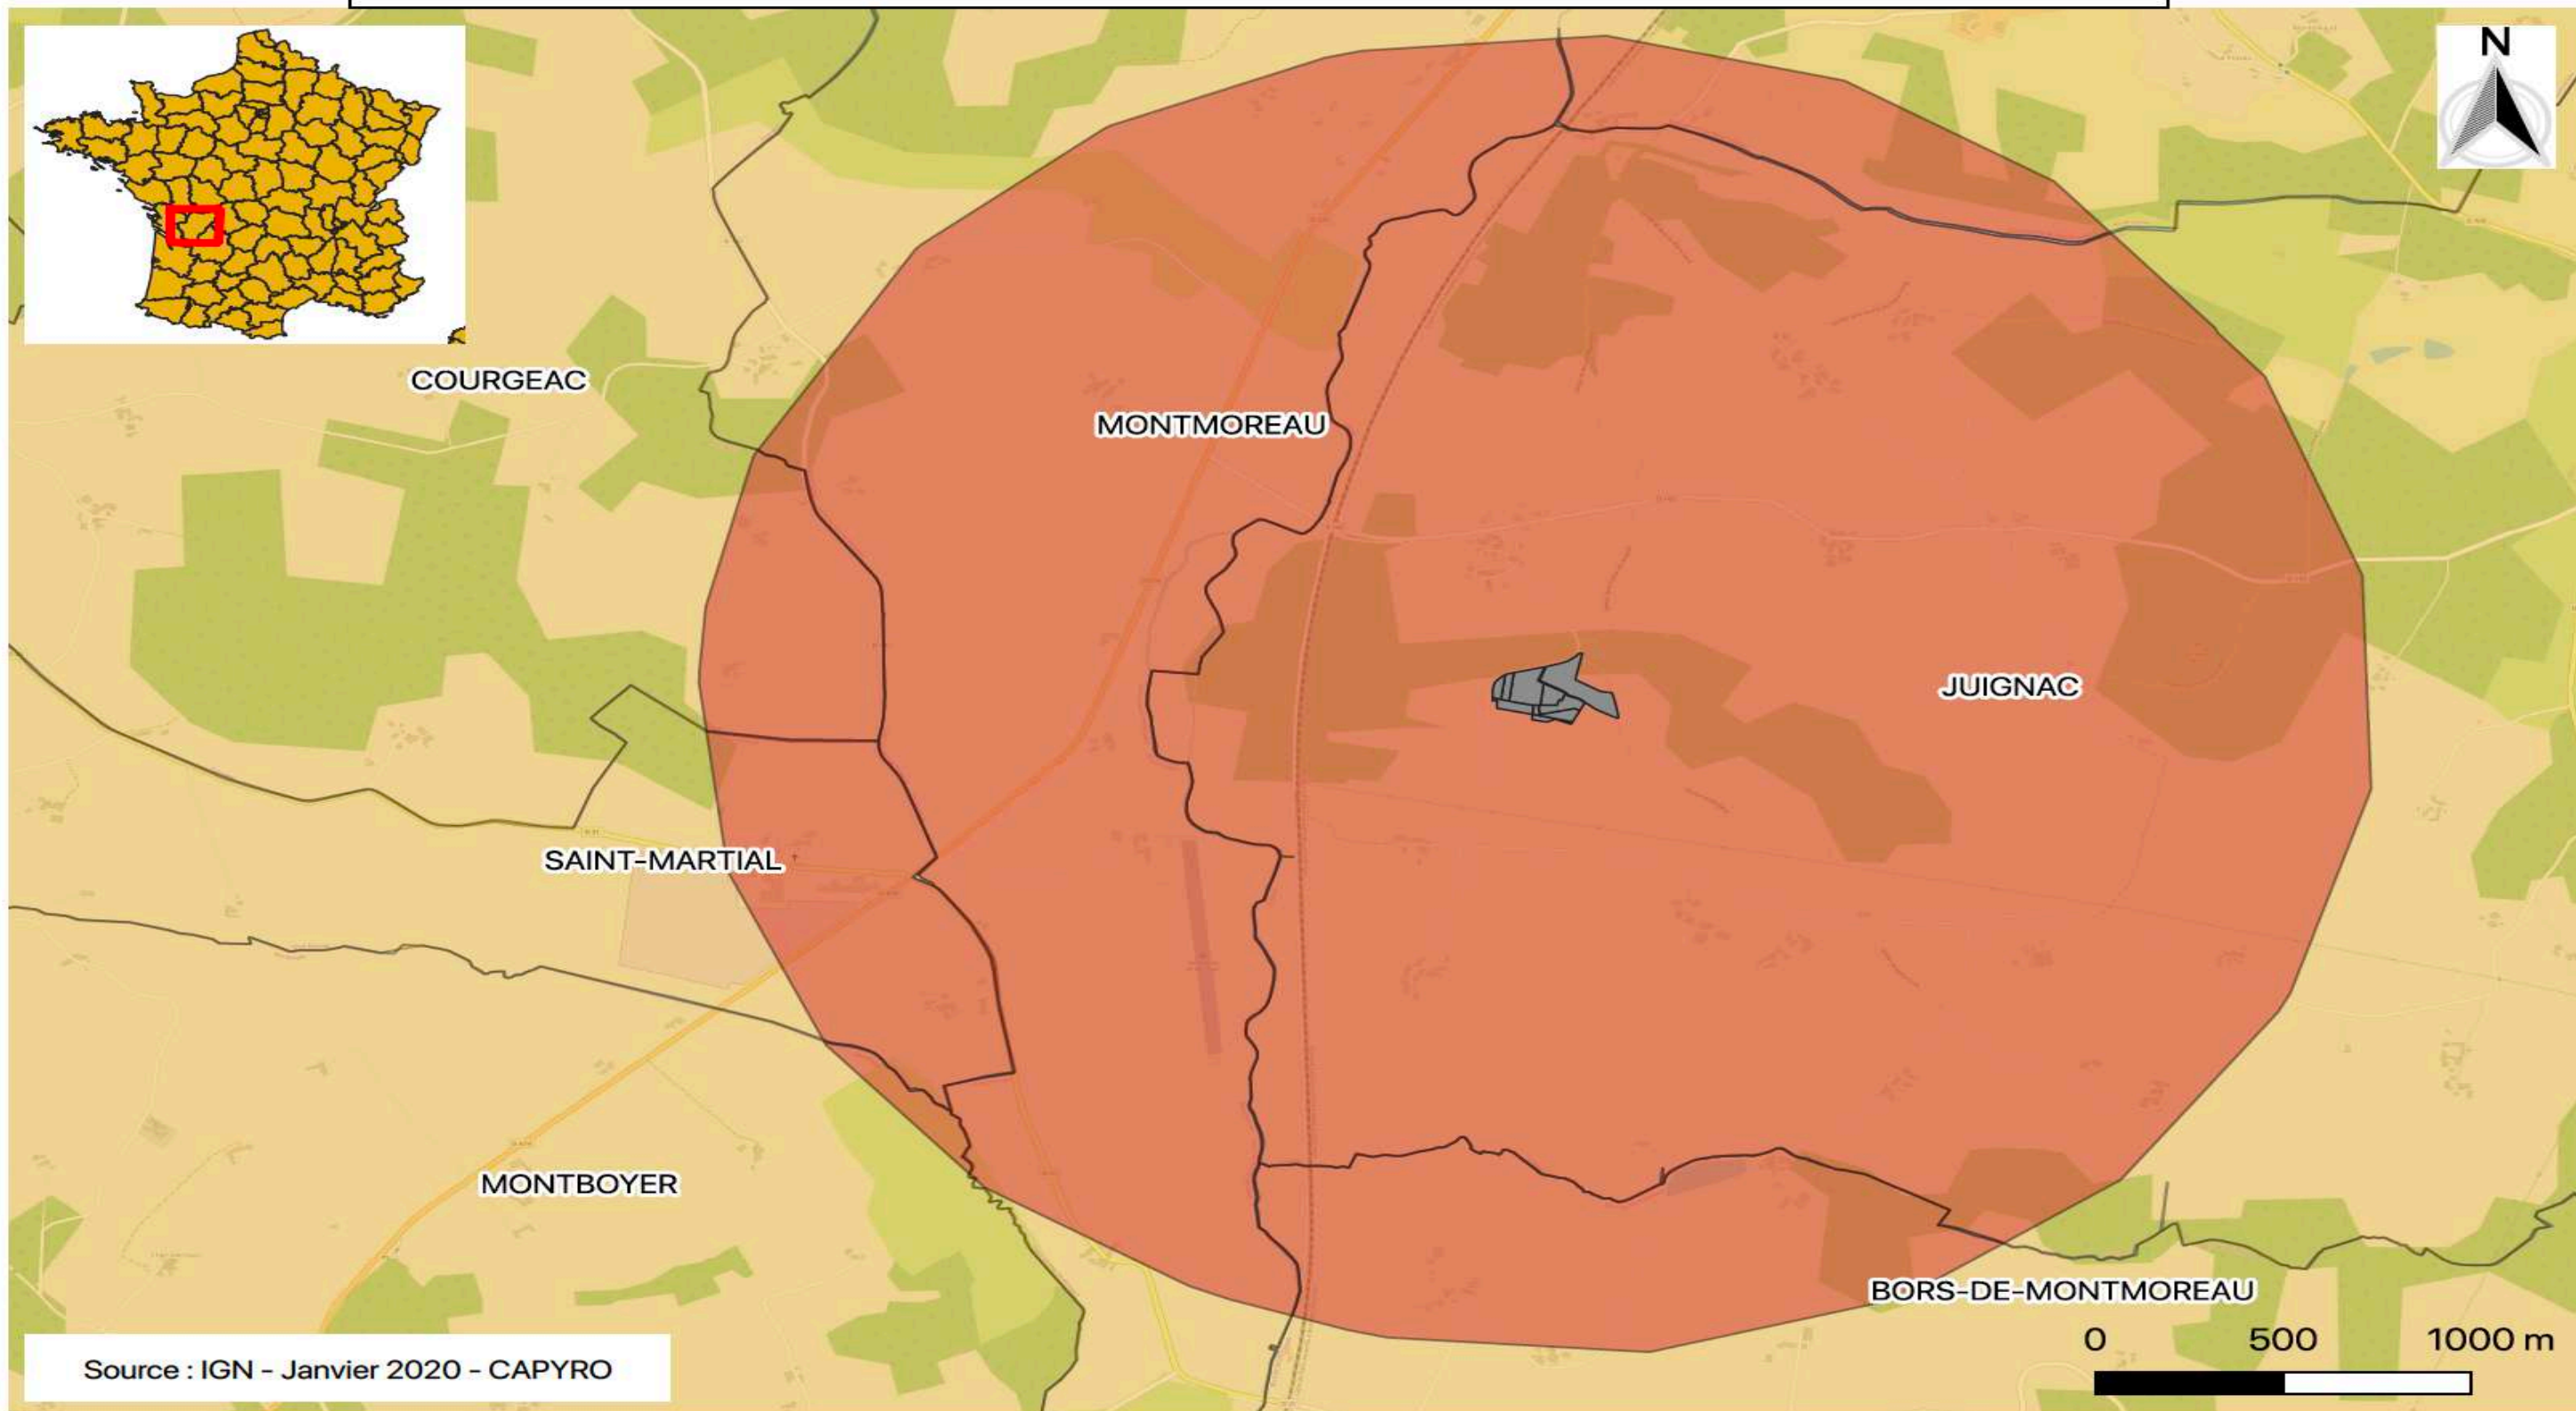 N
COURGEAC
MONTMOREAU
JUIGNAC
SAINT-MARTIAL
MONTBOYER
BORS-DE-MONTMOREAU
0 500 1000 m
Source : IGN - Janvier 2020 - CAPYRO